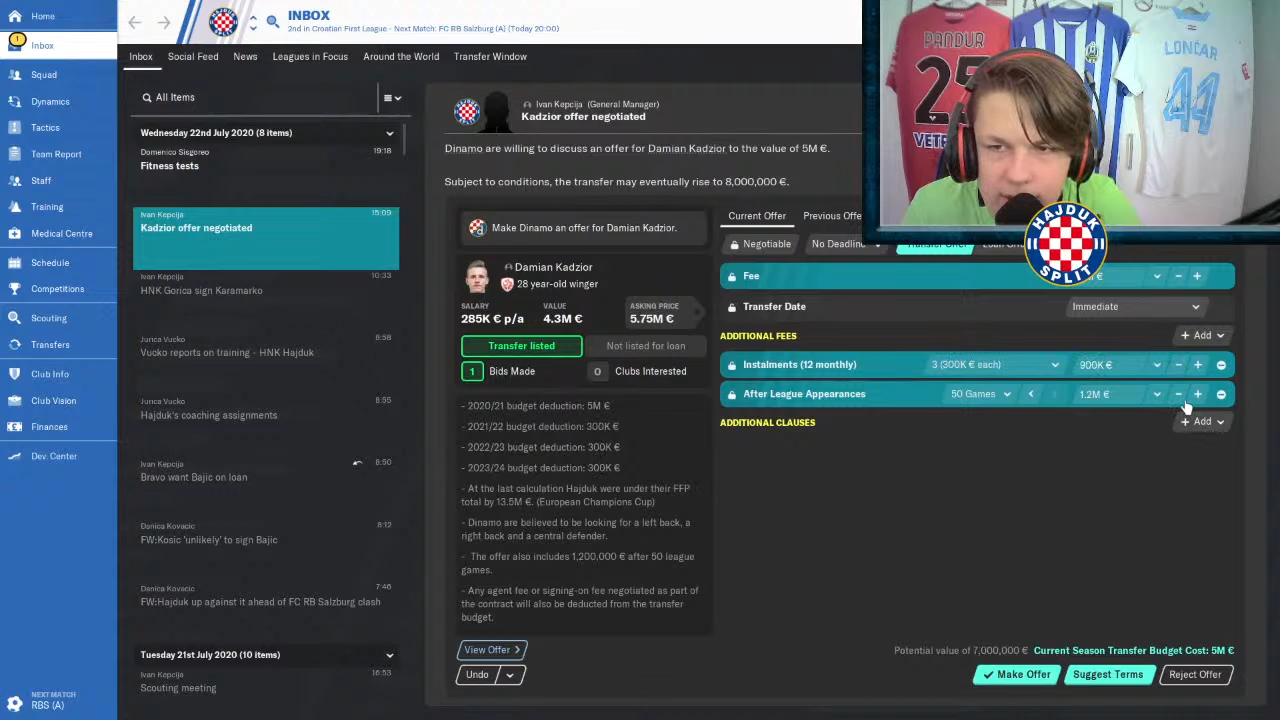 Home
Inbox
1
Squad
Dynamics
Tactics
Team Report
Staff
Training
Medical Centre
Schedule
Competitions
Scouting
Transfers
Club Info
Club Vision
Finances
Dev. Center
NEXT MATCH
RBS (A)
INBOX
2nd in Croatian First League - Next Match: FC RB Salzburg (A) (Today 20:00)
Inbox Social Feed News Leagues in Focus Around the World Transfer Window
All Items
Wednesday 22nd July 2020 (8 items)
Domenico Sisgoreo 19:18
Fitness tests
Ivan Kepcija 15:09
Kadzior offer negotiated
Ivan Kepcija 10:33
HNK Gorica sign Karamarko
Jurica Vucko 8:58
Vucko reports on training - HNK Hajduk
Jurica Vucko 8:55
Hajduk's coaching assignments
Ivan Kepcija 8:50
Bravo want Bajic on loan
Danica Kovacic 8:12
FW:Kosic 'unlikely' to sign Bajic
Danica Kovacic 7:46
FW:Hajduk up against it ahead of FC RB Salzburg clash
Tuesday 21st July 2020 (10 items)
Ivan Kepcija 16:53
Scouting meeting
Ivan Kepcija (General Manager)
Kadzior offer negotiated
Dinamo are willing to discuss an offer for Damian Kadzior to the value of 5M €.
Subject to conditions, the transfer may eventually rise to 8,000,000 €.
Make Dinamo an offer for Damian Kadzior.
Damian Kadzior
28 year-old winger
SALARY VALUE ASKING PRICE
285K € p/a 4.3M € 5.75M €
Transfer listed Not listed for loan
1 Bids Made 0 Clubs Interested
- 2020/21 budget deduction: 5M €
- 2021/22 budget deduction: 300K €
- 2022/23 budget deduction: 300K €
- 2023/24 budget deduction: 300K €
- At the last calculation Hajduk were under their FFP
total by 13.5M €. (European Champions Cup)
- Dinamo are believed to be looking for a left back, a
right back and a central defender.
- The offer also includes 1,200,000 € after 50 league
games.
- Any agent fee or signing-on fee negotiated as part of
the contract will also be deducted from the transfer
budget.
View Offer
Undo
Current Offer Previous
Negotiable No Deadline Transfer Offer Loan
Fee €
Transfer Date Immediate
ADDITIONAL FEES Add
Instalments (12 monthly) 3 (300K € each) 900K €
After League Appearances 50 Games 1.2M €
ADDITIONAL CLAUSES Add
Potential value of 7,000,000 € Current Season Transfer Budget Cost: 5M €
Make Offer Suggest Terms Reject Offer
PANDUR
25
LONČAR
44
HAJDUK
SPLIT